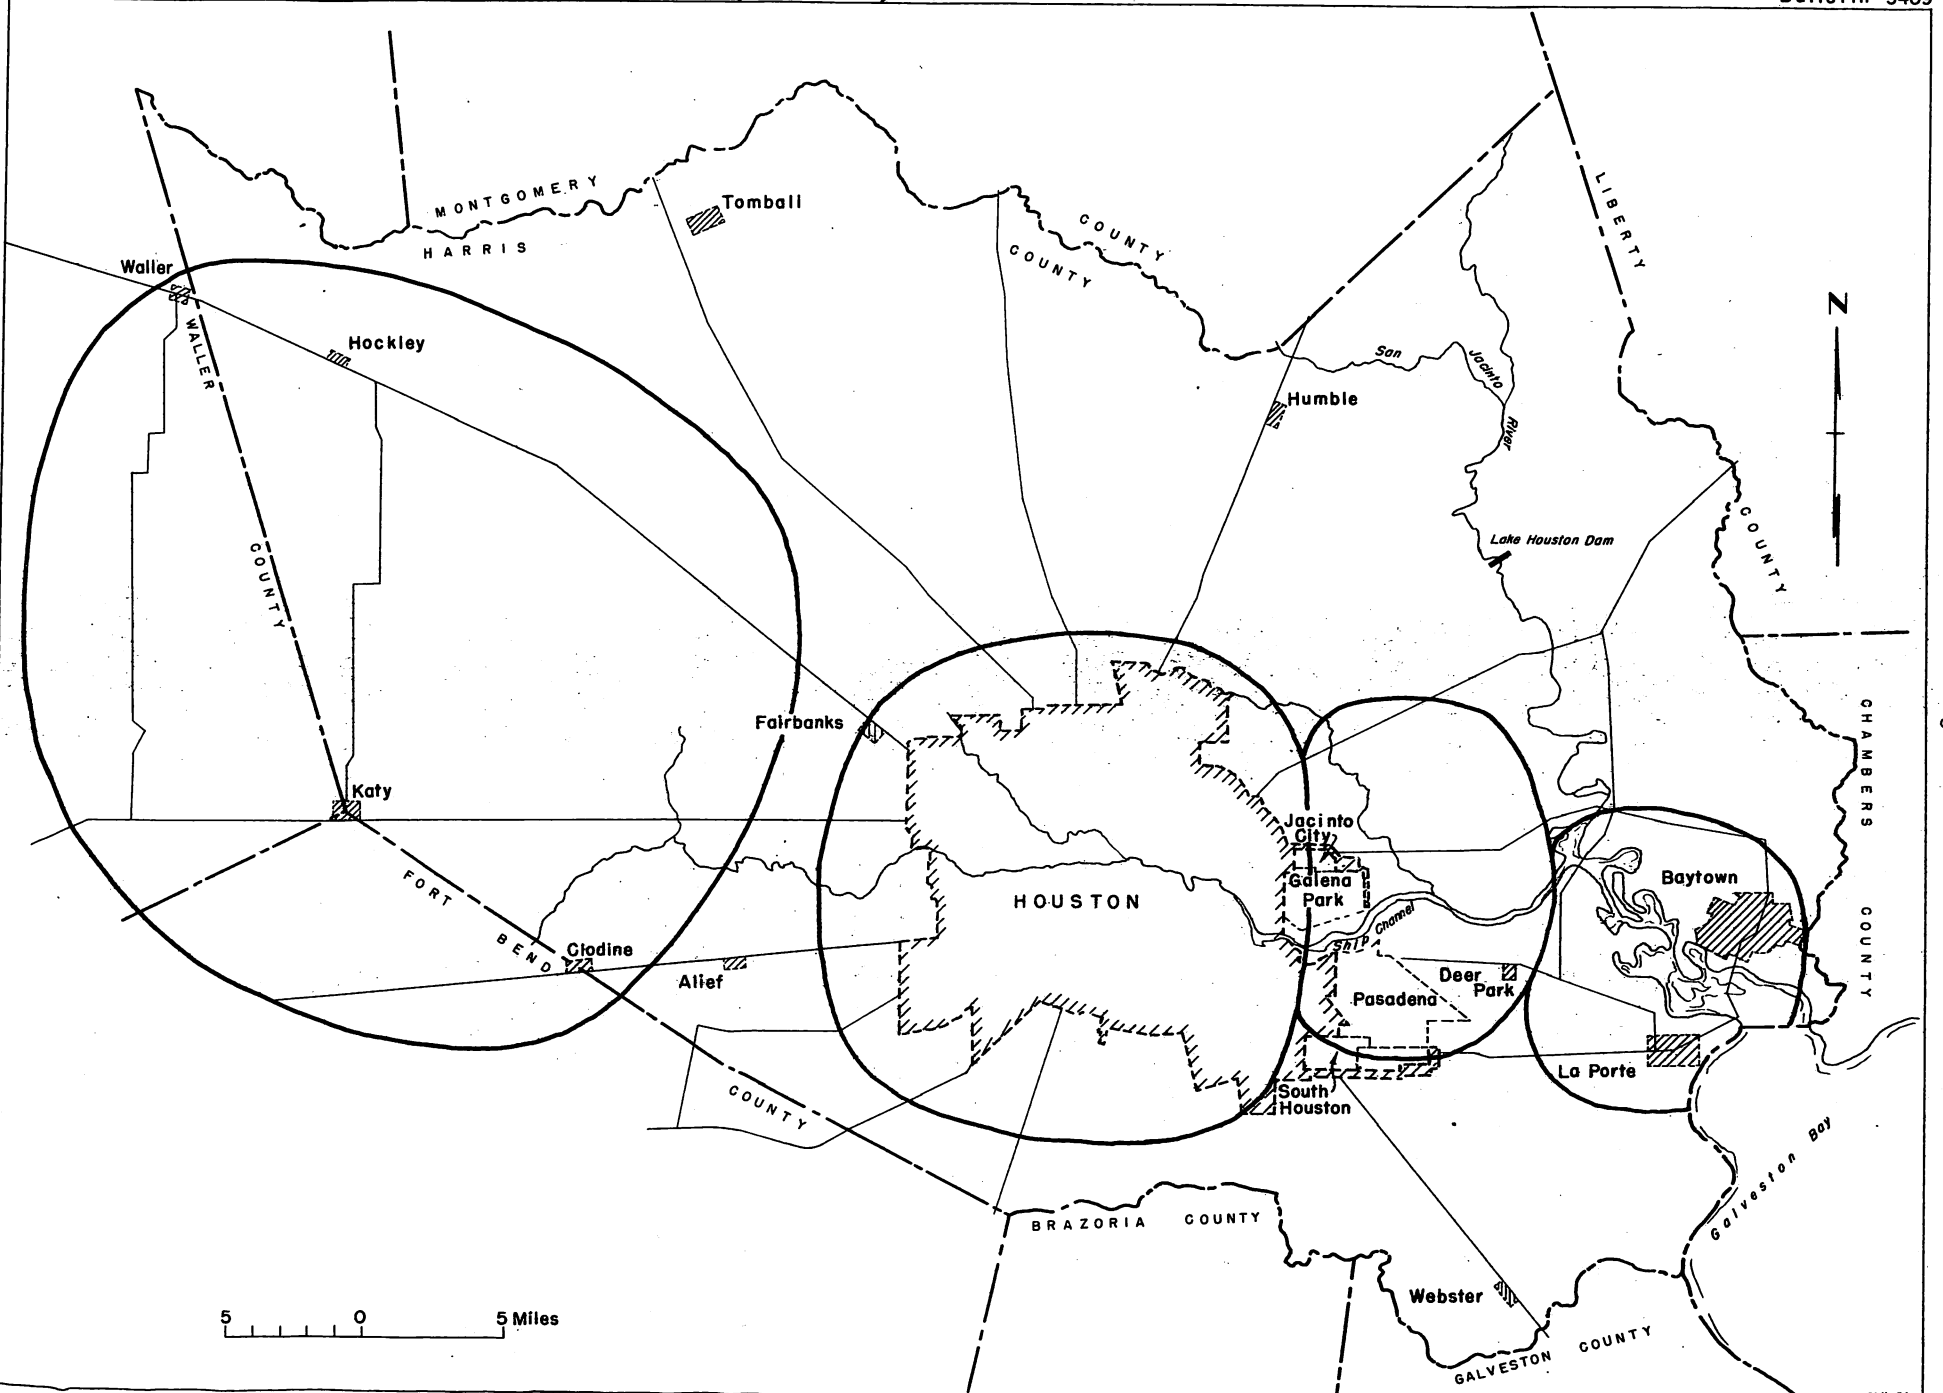 MONTGOMERY
COUNTY
HARRIS
COUNTY
LIBERTY
COUNTY
Tomball
Waller
WALLER
COUNTY
Hockley
San
Jacinto
River
Humble
N
Lake Houston Dam
CHAMBERS
COUNTY
Fairbanks
Katy
Jacinto
City
Galena
Park
HOUSTON
Ship Channel
Baytown
FORT
BEND
COUNTY
Clodine
Alief
Deer
Park
Pasadena
La Porte
South
Houston
Galveston Bay
BRAZORIA COUNTY
Webster
GALVESTON COUNTY
5 0 5 Miles